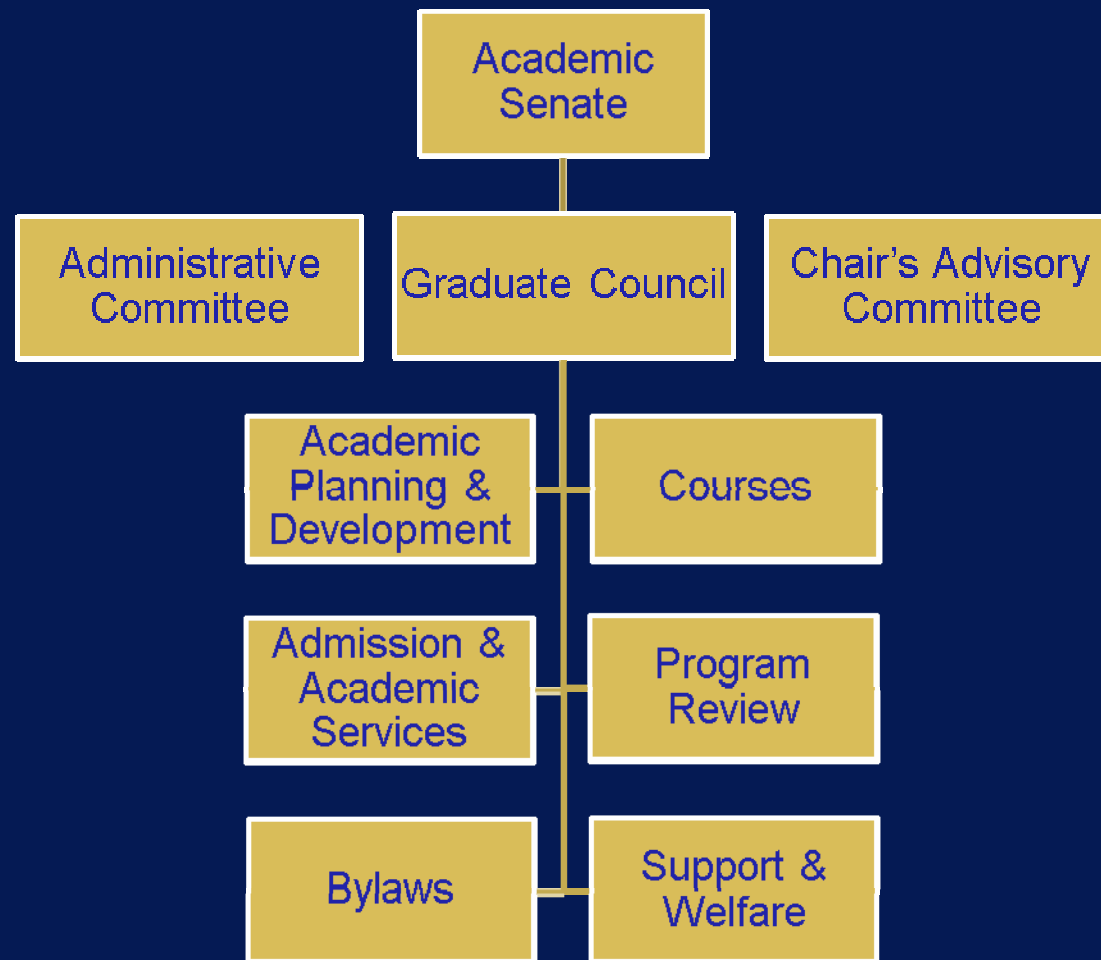 Academic
Senate
Administrative
Committee
Graduate Council
Chair's Advisory
Committee
Academic
Planning &
Development
Courses
Admission &
Academic
Services
Program
Review
Bylaws
Support &
Welfare